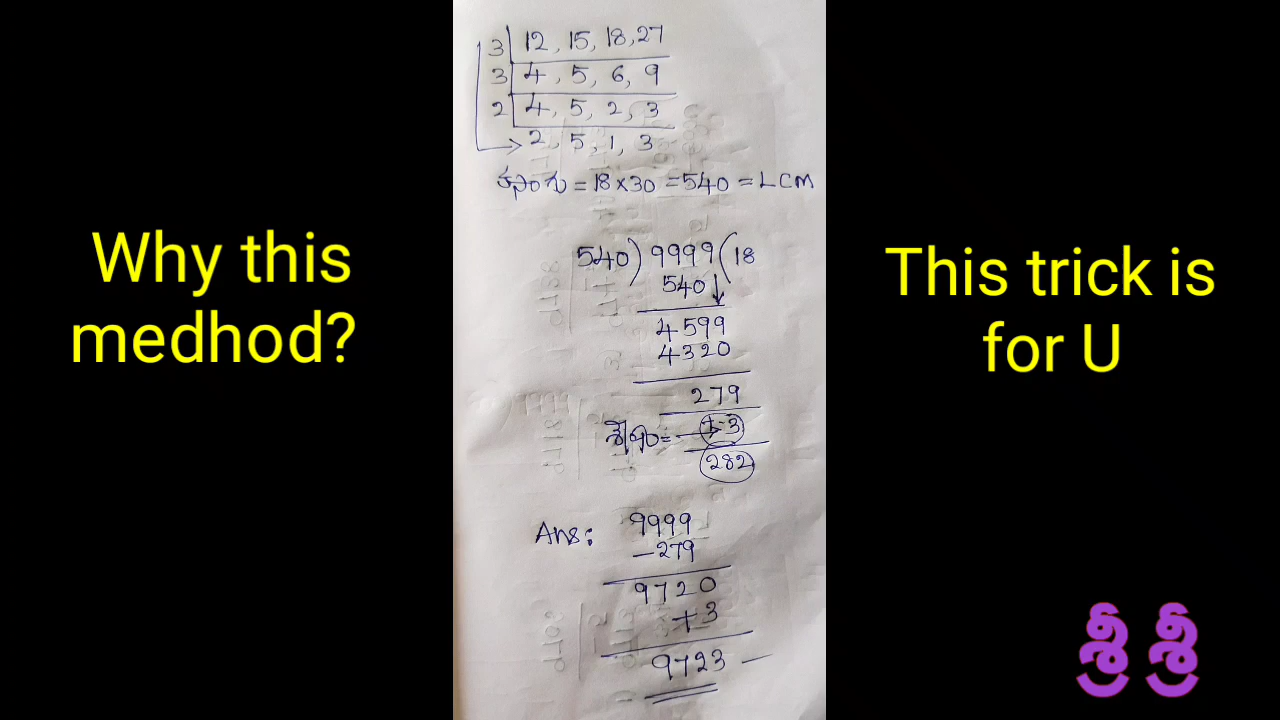 Why this
medhod?
3 | 12, 15, 18, 27
3 | 4, 5, 6, 9
2 | 4, 5, 2, 3
2, 5, 1, 3
= 18 x 30 = 540 = LCM
540) 9999 (18
540↓
4599
4320
279
+3
282
Ans: 9999
-279
9720
+3
9723 —
This trick is
for U
శ్రీ శ్రీ